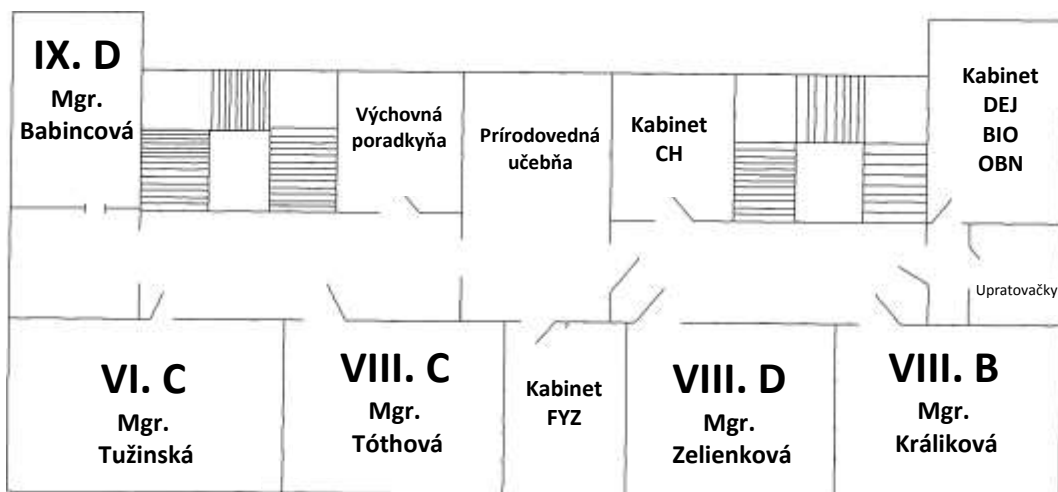 IX. D
Mgr.
Babincová
Výchovná
poradkyňa
Prírodovedná
učebňa
Kabinet
CH
Kabinet
DEJ
BIO
OBN
Upratovačky
VI. C
Mgr.
Tužinská
VIII. C
Mgr.
Tóthová
Kabinet
FYZ
VIII. D
Mgr.
Zelienková
VIII. B
Mgr.
Králiková